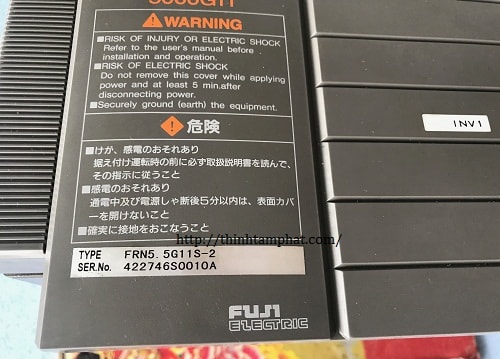 5000G11
⚠WARNING
■RISK OF INJURY OR ELECTRIC SHOCK
Refer to the user's manual before
installation and operation.
■RISK OF ELECTRIC SHOCK
Do not remove this cover while applying
power and at least 5 min.after
disconnecting power.
■Securely ground (earth) the equipment.
危険
■けが、感電のおそれあり
据え付け運転時の前に必ず取扱説明書を読んで、
その指示に従うこと
■感電のおそれあり
通電中及び電源しゃ断後5分以内は、表面カバ
ーを開けないこと
■確実に接地をおこなうこと
http://thinhtamphat.com/
TYPE FRN5.5G11S-2
SER.No. 422746S0010A
FUJI
ELECTRIC
INV1